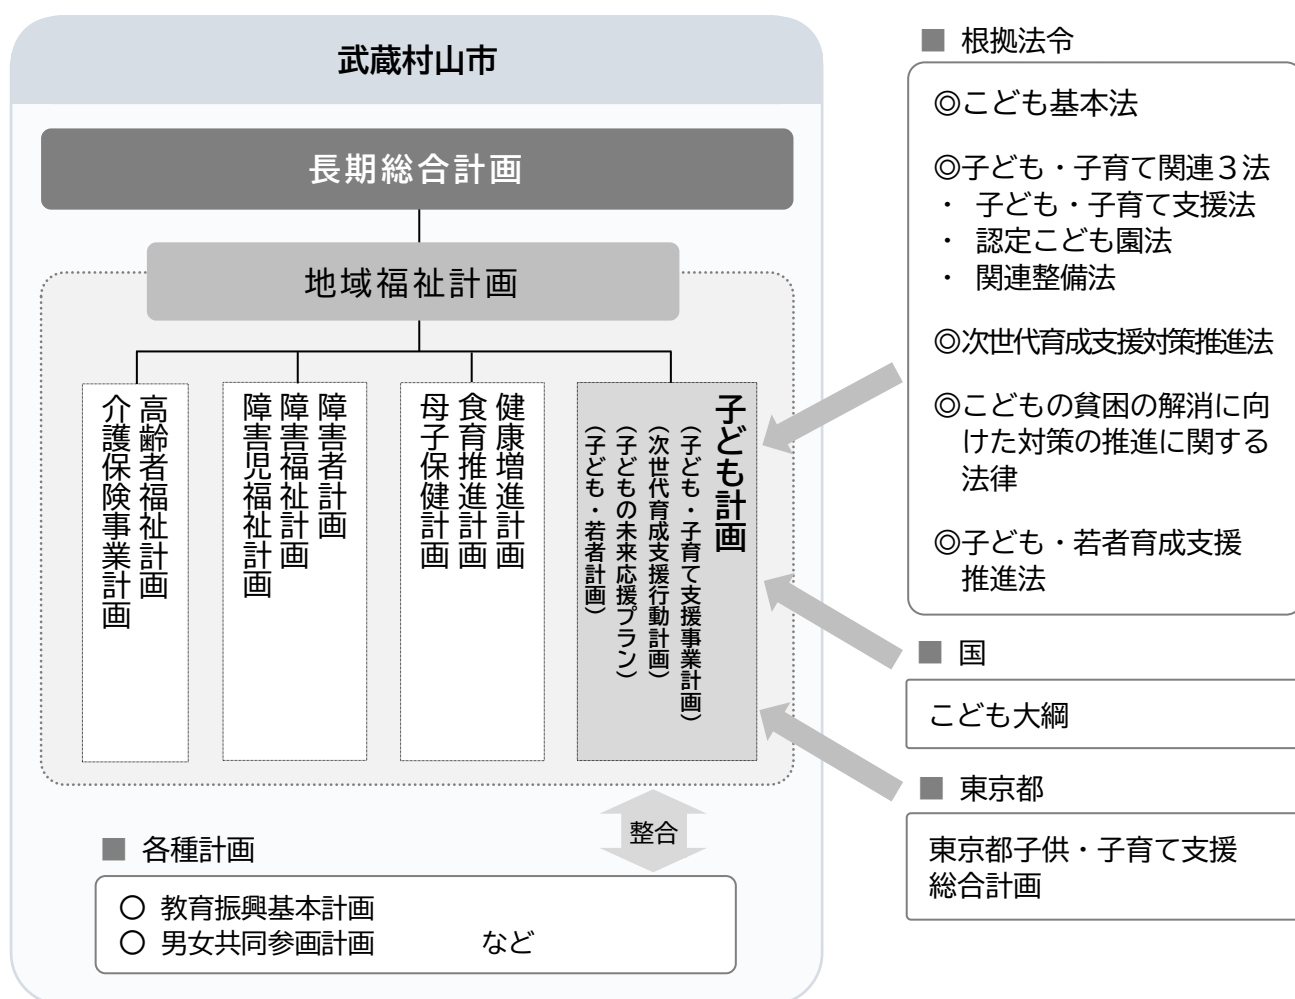 武蔵村山市
長期総合計画
地域福祉計画
高齢者福祉計画
介護保険事業計画
障害者計画
障害福祉計画
障害児福祉計画
健康増進計画
食育推進計画
母子保健計画
子ども計画
（子ども・子育て支援事業計画）
（次世代育成支援行動計画）
（子どもの未来応援プラン）
（子ども・若者計画）
整合
■ 各種計画
○ 教育振興基本計画
○ 男女共同参画計画 など
■ 根拠法令
◎こども基本法
◎子ども・子育て関連３法
・ 子ども・子育て支援法
・ 認定こども園法
・ 関連整備法
◎次世代育成支援対策推進法
◎こどもの貧困の解消に向
けた対策の推進に関する
法律
◎子ども・若者育成支援
推進法
■ 国
こども大綱
■ 東京都
東京都子供・子育て支援
総合計画